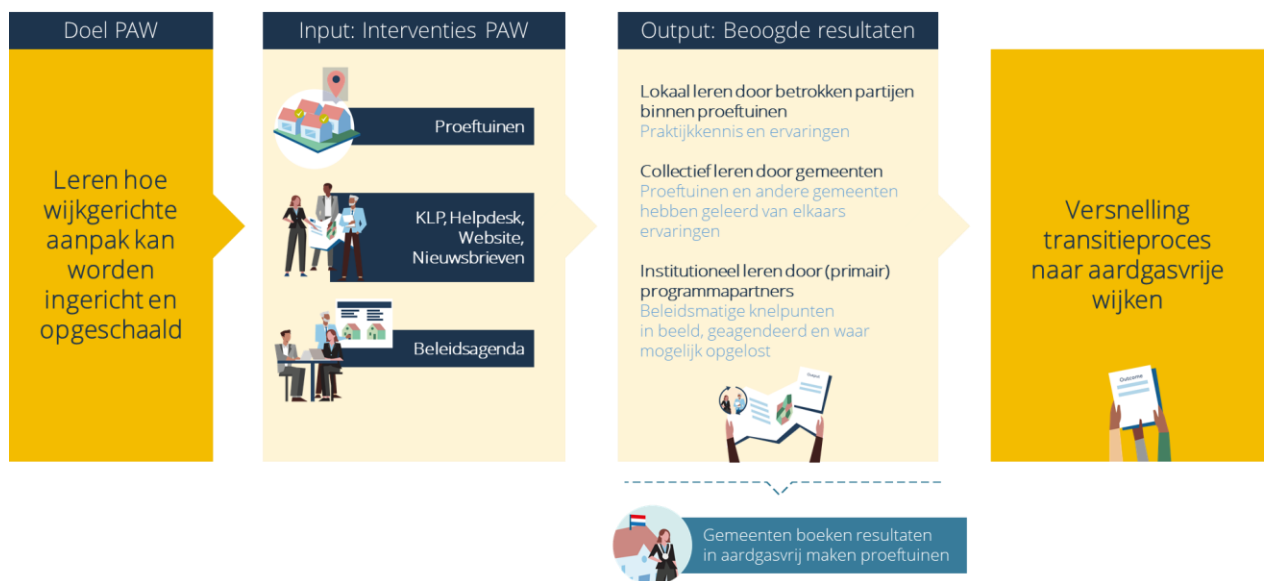 Doel PAW
Leren hoe
wijkgerichte
aanpak kan
worden
ingericht en
opgeschaald
Input: Interventies PAW
Proeftuinen
KLP, Helpdesk,
Website,
Nieuwsbrieven
Beleidsagenda
Output: Beoogde resultaten
Lokaal leren door betrokken partijen
binnen proeftuinen
Praktijkkennis en ervaringen
Collectief leren door gemeenten
Proeftuinen en andere gemeenten
hebben geleerd van elkaars
ervaringen
Institutioneel leren door (primair)
programmapartners
Beleidsmatige knelpunten
in beeld, geagendeerd en waar
mogelijk opgelost
Output
Versnelling
transitieproces
naar aardgasvrije
wijken
Outcome
Gemeenten boeken resultaten
in aardgasvrij maken proeftuinen